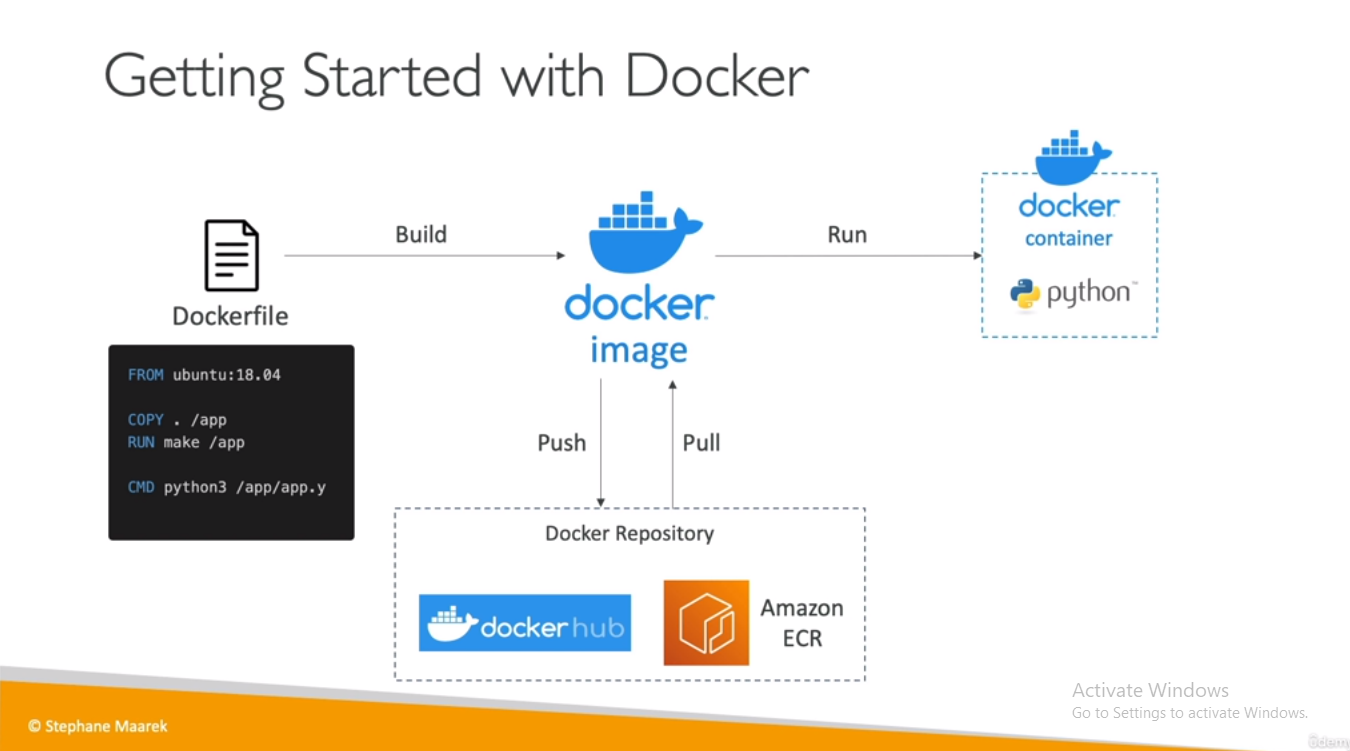 Getting Started with Docker
Build
Run
docker
container
python™
Dockerfile
docker
image
FROM ubuntu:18.04
COPY . /app
RUN make /app
CMD python3 /app/app.y
Push
Pull
Docker Repository
dockerhub
Amazon
ECR
Activate Windows
Go to Settings to activate Windows.
© Stephane Maarek
ûdemy